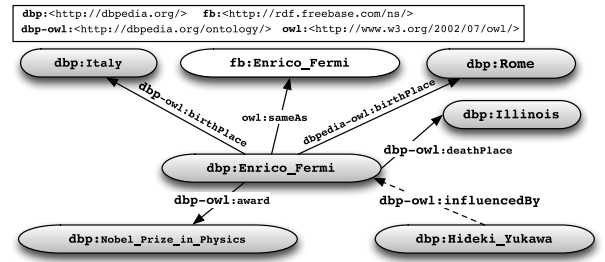 dbp:<http://dbpedia.org/> fb:<http://rdf.freebase.com/ns/>
dbp-owl:<http://dbpedia.org/ontology/> owl:<http://www.w3.org/2002/07/owl/>
dbp:Italy
fb:Enrico_Fermi
dbp:Rome
dbp-owl:birthPlace
owl:sameAs
dbpedia-owl:birthPlace
dbp:Illinois
dbp-owl:deathPlace
dbp:Enrico_Fermi
dbp-owl:award
dbp-owl:influencedBy
dbp:Nobel_Prize_in_Physics
dbp:Hideki_Yukawa